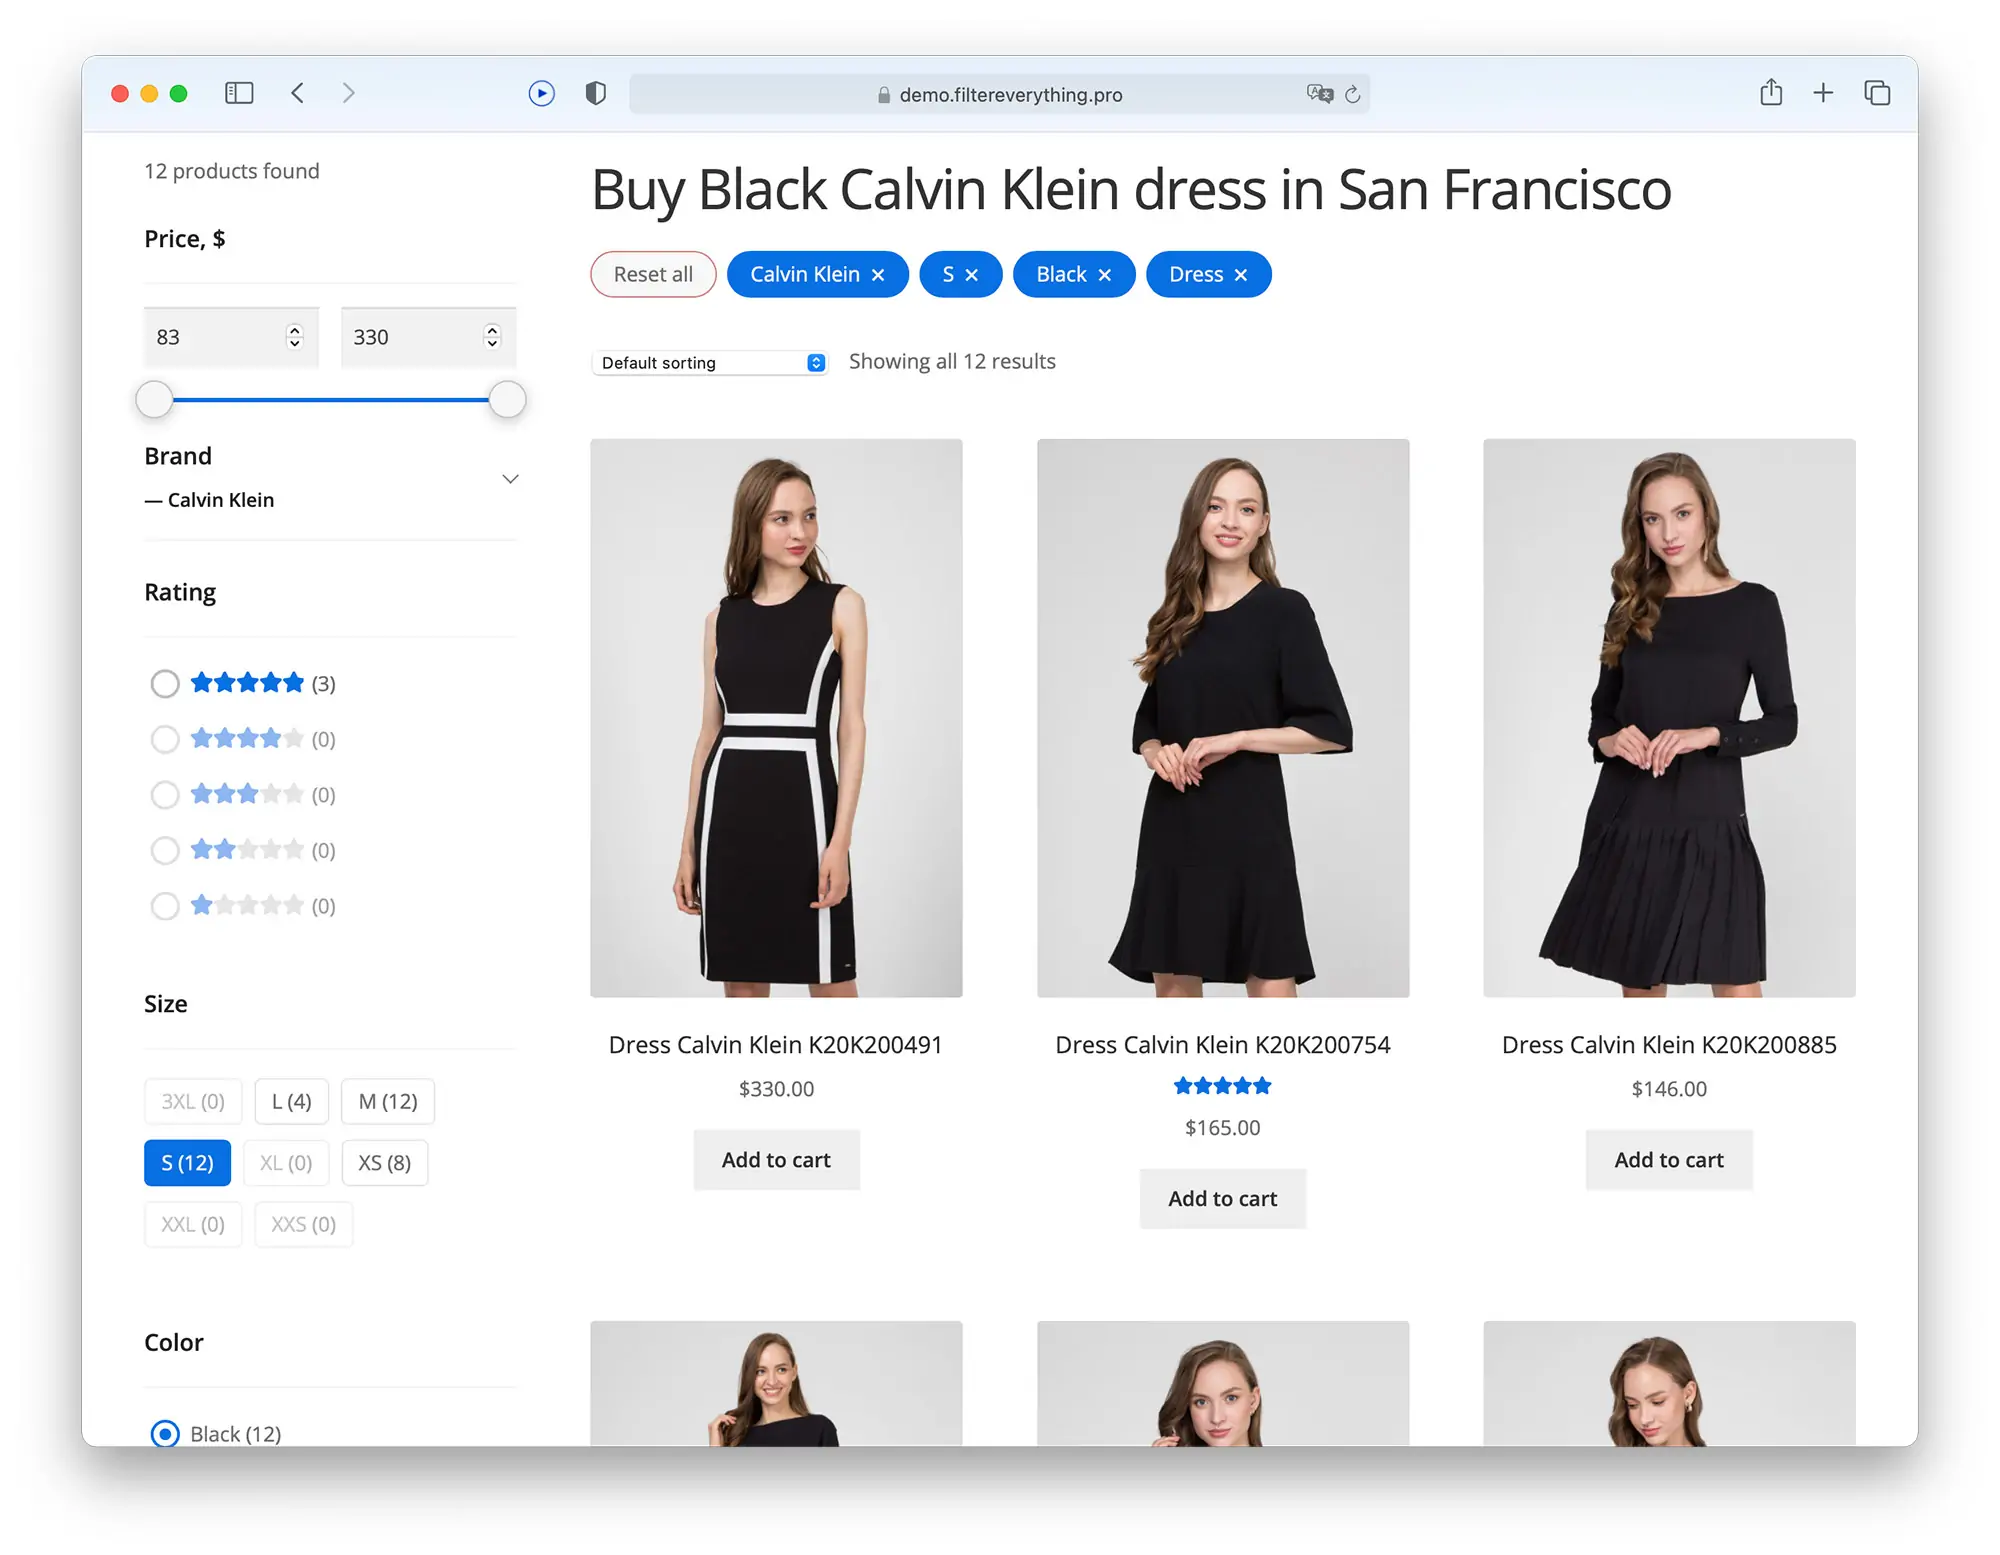 demo.filtereverything.pro
12 products found
Price, $
83
330
Brand
— Calvin Klein
Rating
(3)
(0)
(0)
(0)
(0)
Size
3XL (0)
L (4)
M (12)
S (12)
XL (0)
XS (8)
XXL (0)
XXS (0)
Color
Black (12)
Buy Black Calvin Klein dress in San Francisco
Reset all
Calvin Klein ×
S ×
Black ×
Dress ×
Default sorting
Showing all 12 results
Dress Calvin Klein K20K200491
$330.00
Add to cart
Dress Calvin Klein K20K200754
$165.00
Add to cart
Dress Calvin Klein K20K200885
$146.00
Add to cart